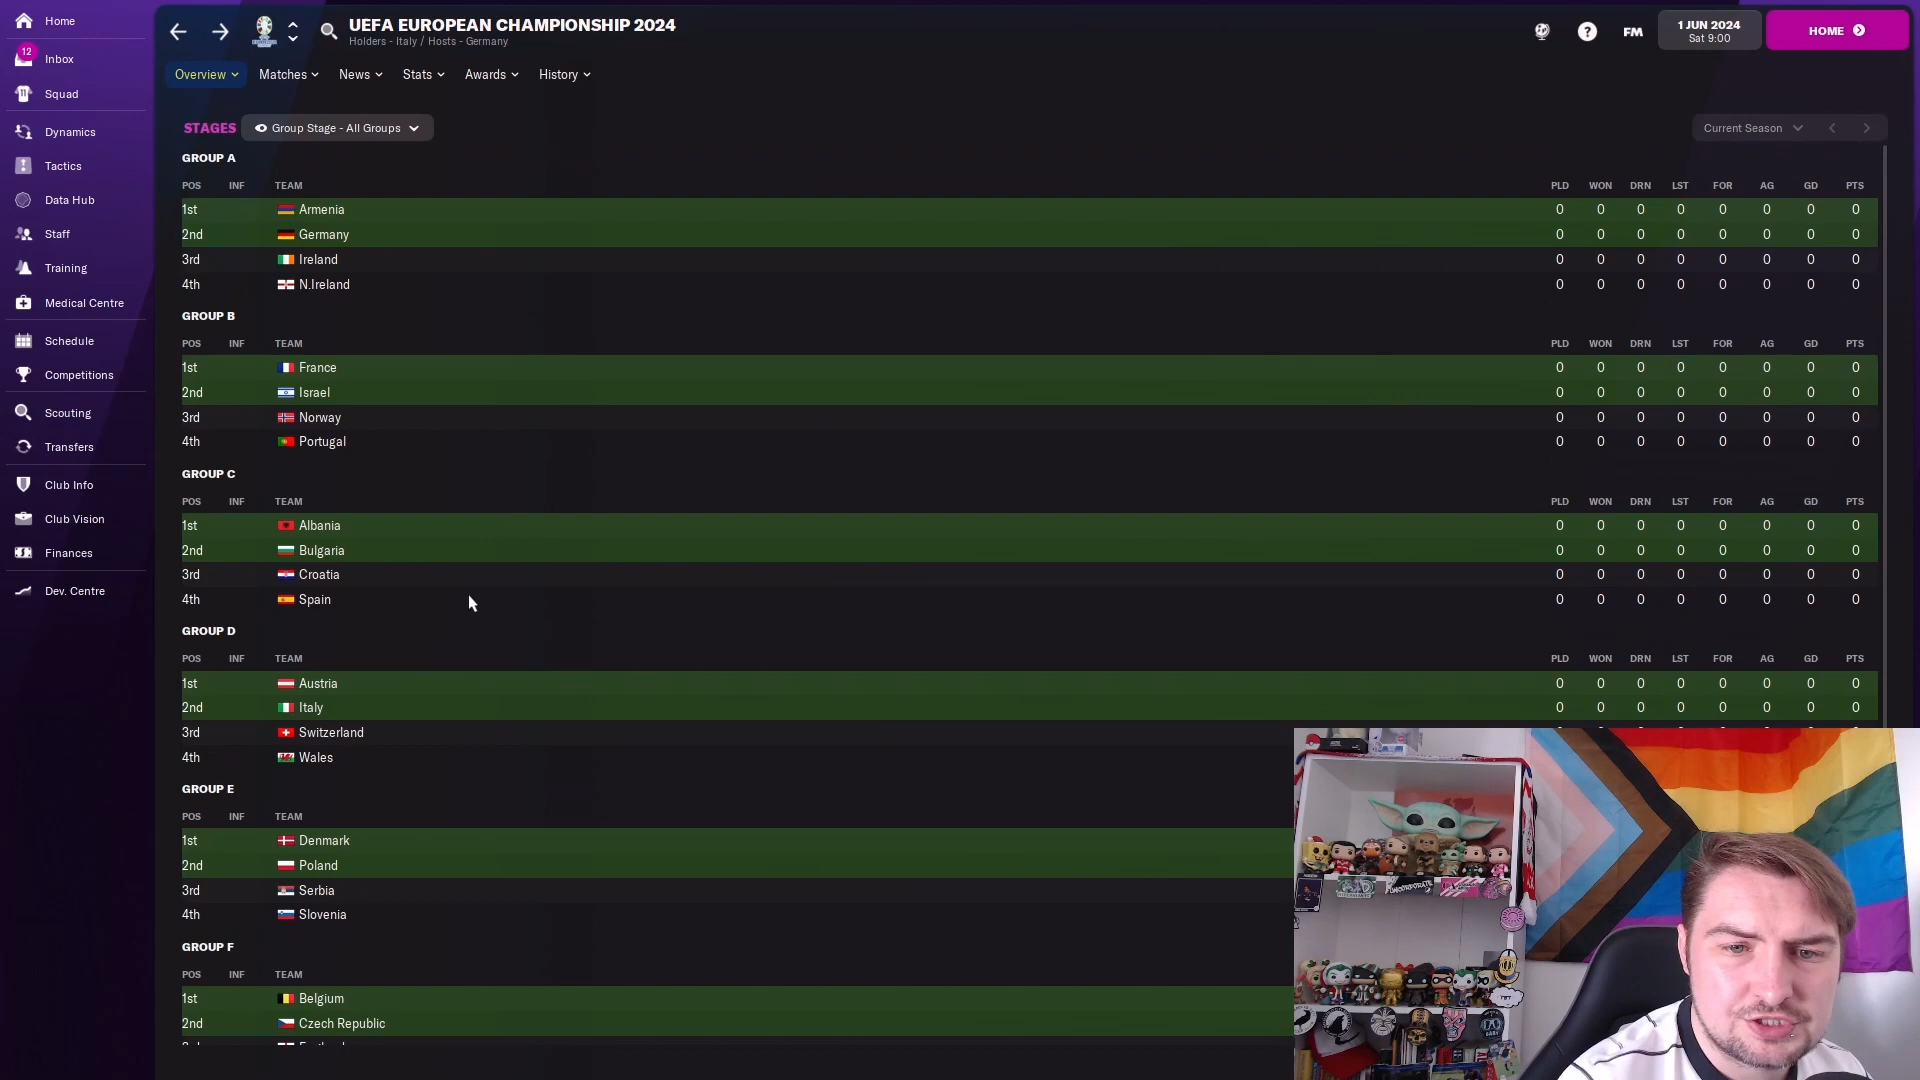 Home
12
Inbox
Squad
Dynamics
Tactics
Data Hub
Staff
Training
Medical Centre
Schedule
Competitions
Scouting
Transfers
Club Info
Club Vision
Finances
Dev. Centre
UEFA EUROPEAN CHAMPIONSHIP 2024
Holders - Italy / Hosts - Germany
? FM
1 JUN 2024
Sat 9:00
HOME
Overview Matches News Stats Awards History
STAGES Group Stage - All Groups Current Season
GROUP A
POS INF TEAM PLD WON DRN LST FOR AG GD PTS
1st Armenia 0 0 0 0 0 0 0 0
2nd Germany 0 0 0 0 0 0 0 0
3rd Ireland 0 0 0 0 0 0 0 0
4th N.Ireland 0 0 0 0 0 0 0 0
GROUP B
POS INF TEAM PLD WON DRN LST FOR AG GD PTS
1st France 0 0 0 0 0 0 0 0
2nd Israel 0 0 0 0 0 0 0 0
3rd Norway 0 0 0 0 0 0 0 0
4th Portugal 0 0 0 0 0 0 0 0
GROUP C
POS INF TEAM PLD WON DRN LST FOR AG GD PTS
1st Albania 0 0 0 0 0 0 0 0
2nd Bulgaria 0 0 0 0 0 0 0 0
3rd Croatia 0 0 0 0 0 0 0 0
4th Spain 0 0 0 0 0 0 0 0
GROUP D
POS INF TEAM PLD WON DRN LST FOR AG GD PTS
1st Austria 0 0 0 0 0 0 0 0
2nd Italy 0 0 0 0 0 0 0 0
3rd Switzerland
4th Wales
GROUP E
POS INF TEAM
1st Denmark
2nd Poland
3rd Serbia
4th Slovenia
GROUP F
POS INF TEAM
1st Belgium
2nd Czech Republic